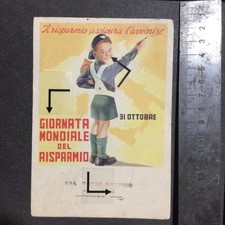 Il risparmio assicura l'avvenire
31 OTTOBRE
GIORNATA
MONDIALE
DEL
RISPARMIO